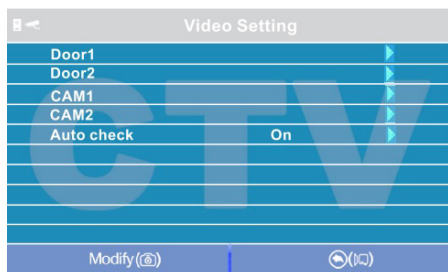 Video Setting
Door1
Door2
CAM1
CAM2
Auto check On
CTV
Modify()
()